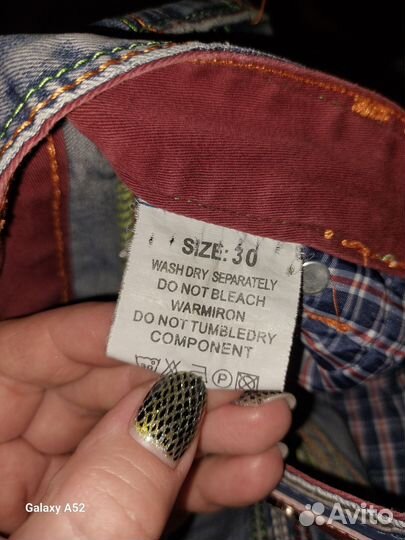 SIZE: 30
WASH DRY SEPARATELY
DO NOT BLEACH
WARMIRON
DO NOT TUMBLEDRY
COMPONENT
Galaxy A52
Avito